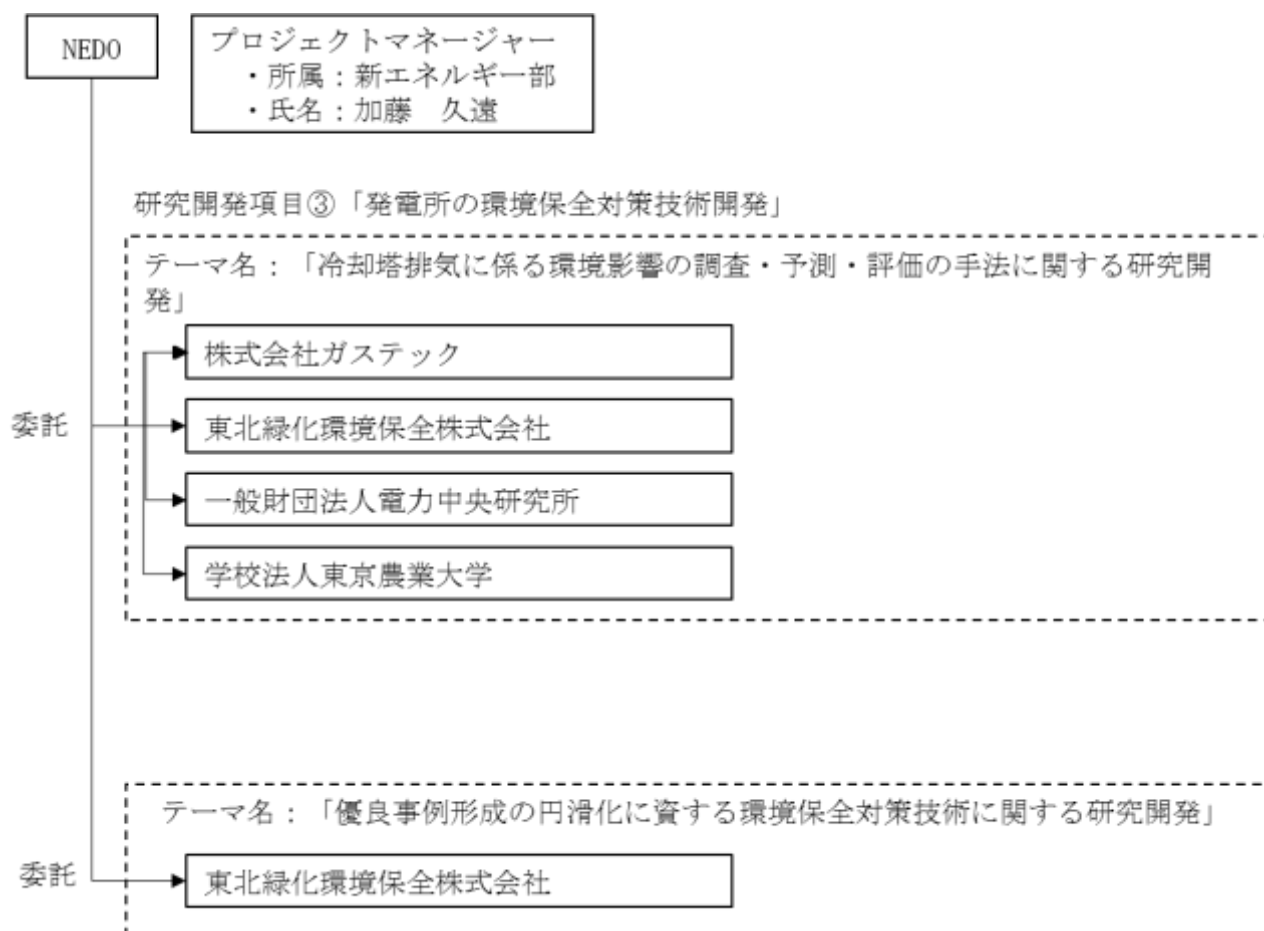 NEDO
プロジェクトマネージャー
・所属：新エネルギー部
・氏名：加藤　久遠
研究開発項目③「発電所の環境保全対策技術開発」
テーマ名：「冷却塔排気に係る環境影響の調査・予測・評価の手法に関する研究開
発」
株式会社ガステック
委託
東北緑化環境保全株式会社
一般財団法人電力中央研究所
学校法人東京農業大学
テーマ名：「優良事例形成の円滑化に資する環境保全対策技術に関する研究開発」
委託
東北緑化環境保全株式会社